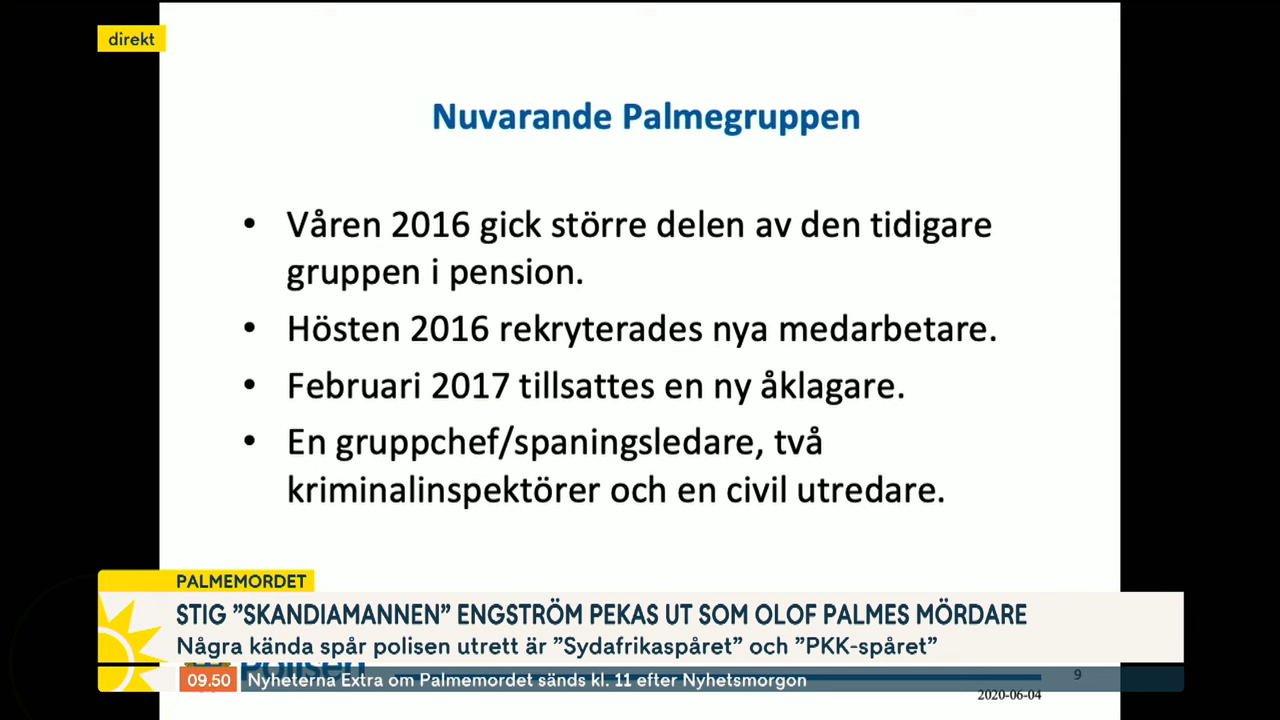 direkt
Nuvarande Palmegruppen
• Våren 2016 gick större delen av den tidigare
gruppen i pension.
• Hösten 2016 rekryterades nya medarbetare.
• Februari 2017 tillsattes en ny åklagare.
• En gruppchef/spaningsledare, två
kriminalinspektörer och en civil utredare.
PALMEMORDET
STIG ”SKANDIAMANNEN” ENGSTRÖM PEKAS UT SOM OLOF PALMES MÖRDARE
Några kända spår polisen utrett är ”Sydafrikaspåret” och ”PKK-spåret”
Polisen
09.50 Nyheterna Extra om Palmemordet sänds kl. 11 efter Nyhetsmorgon
9
2020-06-04